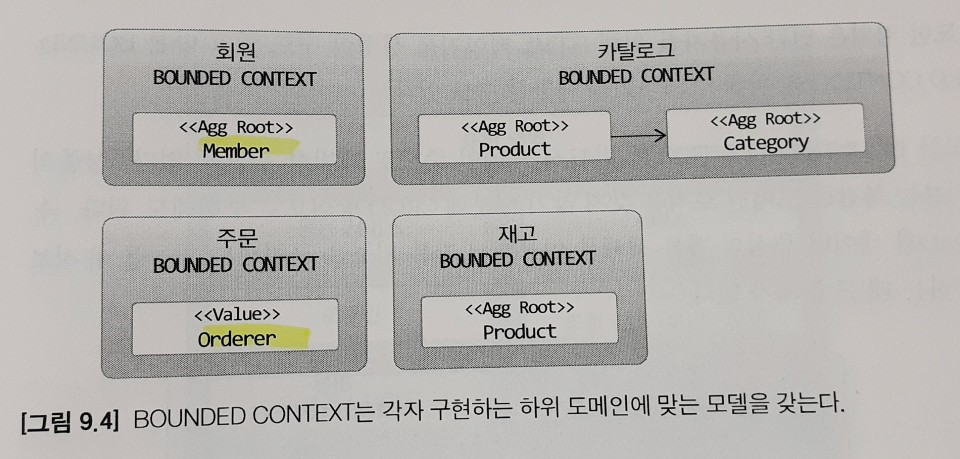 회원
BOUNDED CONTEXT
<<Agg Root>>
Member
카탈로그
BOUNDED CONTEXT
<<Agg Root>>
Product
<<Agg Root>>
Category
주문
BOUNDED CONTEXT
<<Value>>
Orderer
재고
BOUNDED CONTEXT
<<Agg Root>>
Product
[그림 9.4] BOUNDED CONTEXT는 각자 구현하는 하위 도메인에 맞는 모델을 갖는다.